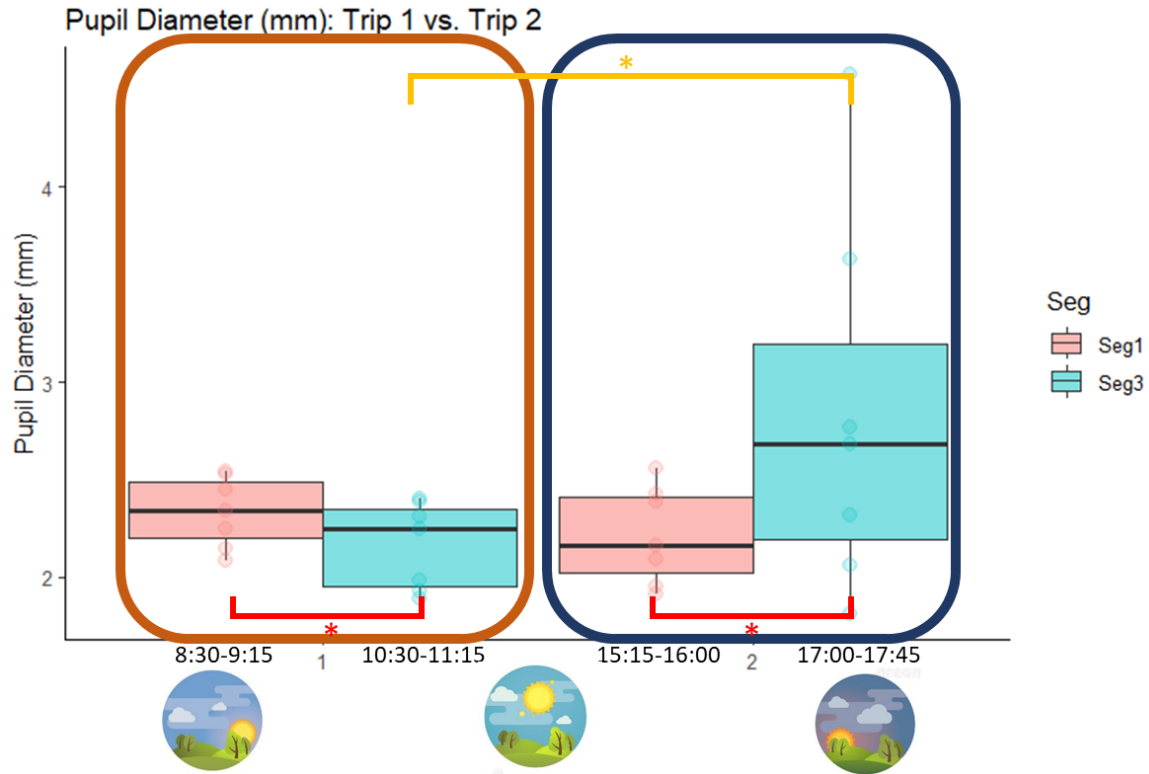 Pupil Diameter (mm): Trip 1 vs. Trip 2
*
4
3
2
Pupil Diameter (mm)
Seg
Seg1
Seg3
* *
8:30-9:15 10:30-11:15 15:15-16:00 17:00-17:45
1 2